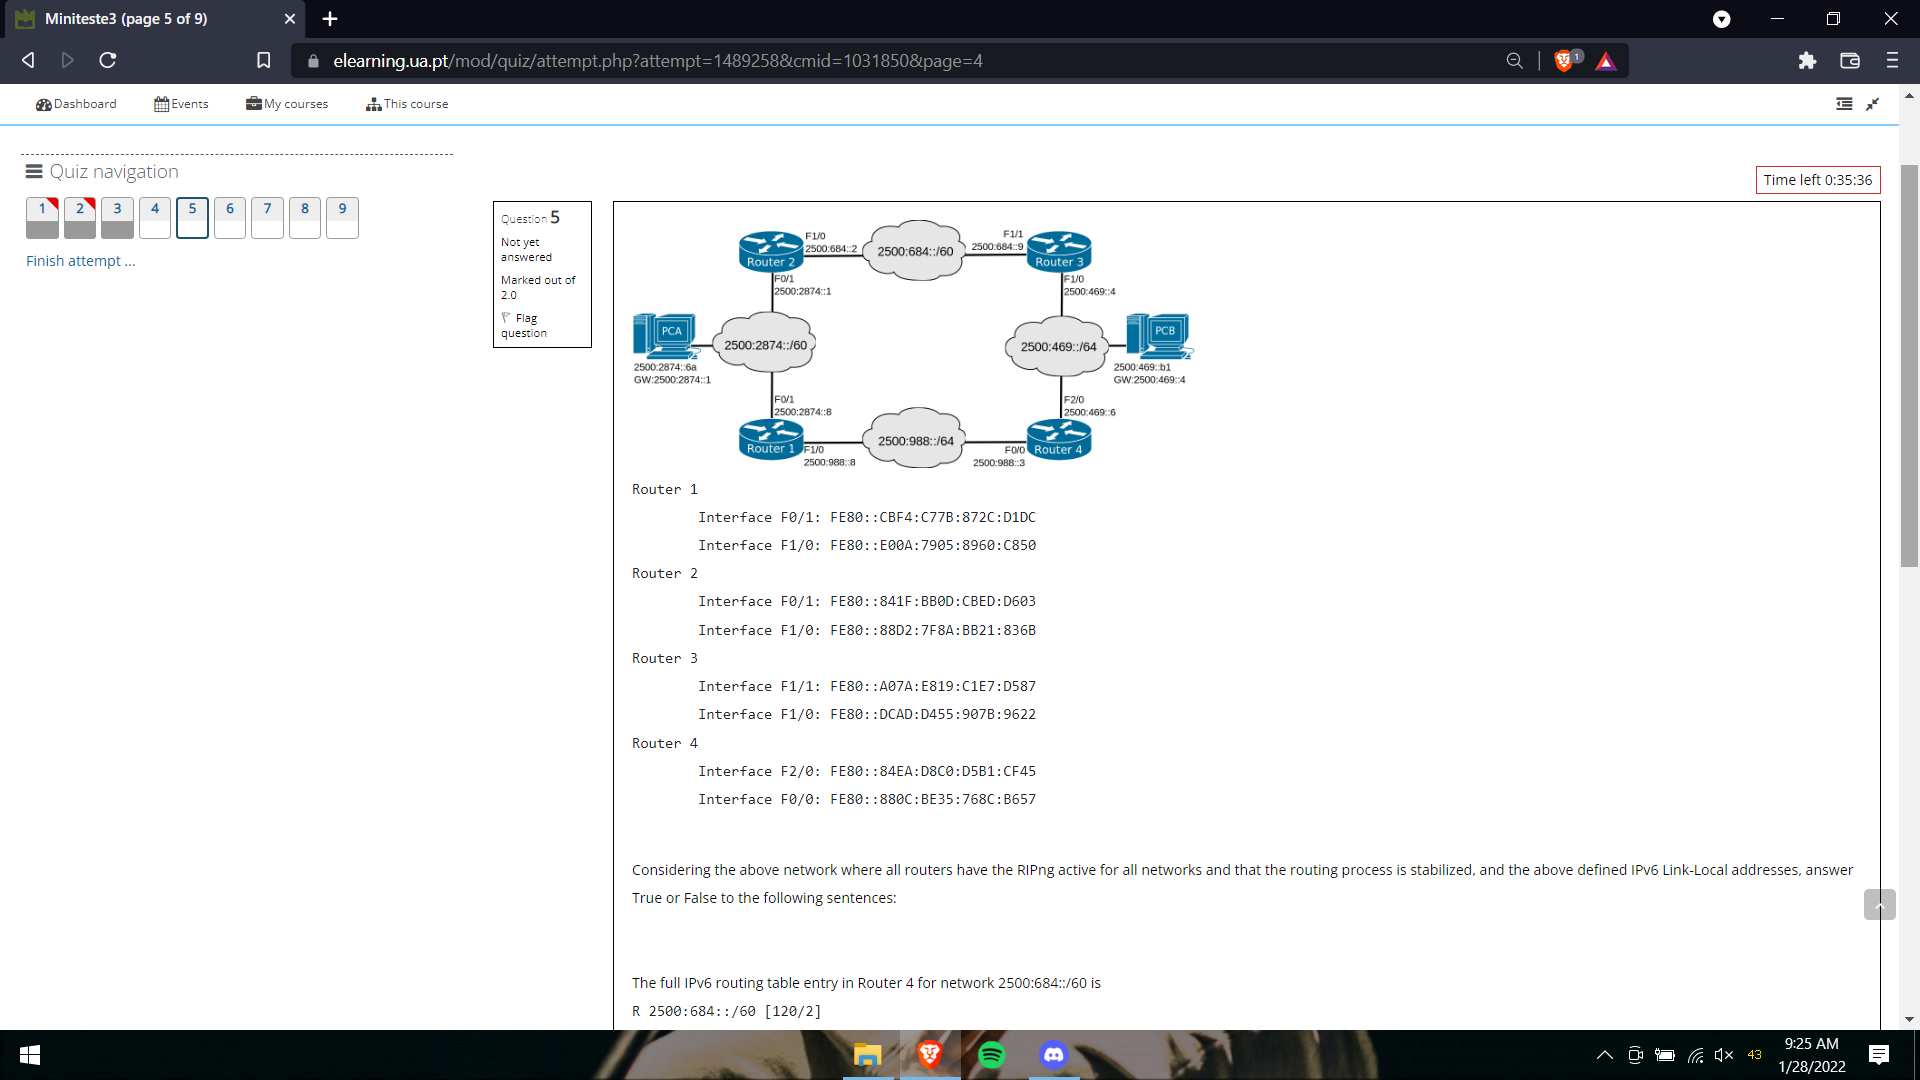 Miniteste3 (page 5 of 9)
elearning.ua.pt/mod/quiz/attempt.php?attempt=1489258&cmid=1031850&page=4
1
Dashboard
Events
My courses
This course
Quiz navigation
1 2 3 4 5 6 7 8 9
Finish attempt ...
Time left 0:35:36
Question 5
Not yet
answered
Marked out of
2.0
Flag
question
F1/0
2500:684::2
Router 2
2500:684::/60
F1/1
2500:684::9
Router 3
F0/1
2500:2874::1
F1/0
2500:469::4
PCA
2500:2874::/60
2500:469::/64
PCB
2500:2874::6a
GW:2500:2874::1
2500:469::b1
GW:2500:469::4
F0/1
2500:2874::8
F2/0
2500:469::6
Router 1
F1/0
2500:988::8
2500:988::/64
F0/0
2500:988::3
Router 4
Router 1
Interface F0/1: FE80::CBF4:C77B:872C:D1DC
Interface F1/0: FE80::E00A:7905:8960:C850
Router 2
Interface F0/1: FE80::841F:BB0D:CBED:D603
Interface F1/0: FE80::88D2:7F8A:BB21:836B
Router 3
Interface F1/1: FE80::A07A:E819:C1E7:D587
Interface F1/0: FE80::DCAD:D455:907B:9622
Router 4
Interface F2/0: FE80::84EA:D8C0:D5B1:CF45
Interface F0/0: FE80::880C:BE35:768C:B657
Considering the above network where all routers have the RIPng active for all networks and that the routing process is stabilized, and the above defined IPv6 Link-Local addresses, answer
True or False to the following sentences:
The full IPv6 routing table entry in Router 4 for network 2500:684::/60 is
R 2500:684::/60 [120/2]
43
9:25 AM
1/28/2022